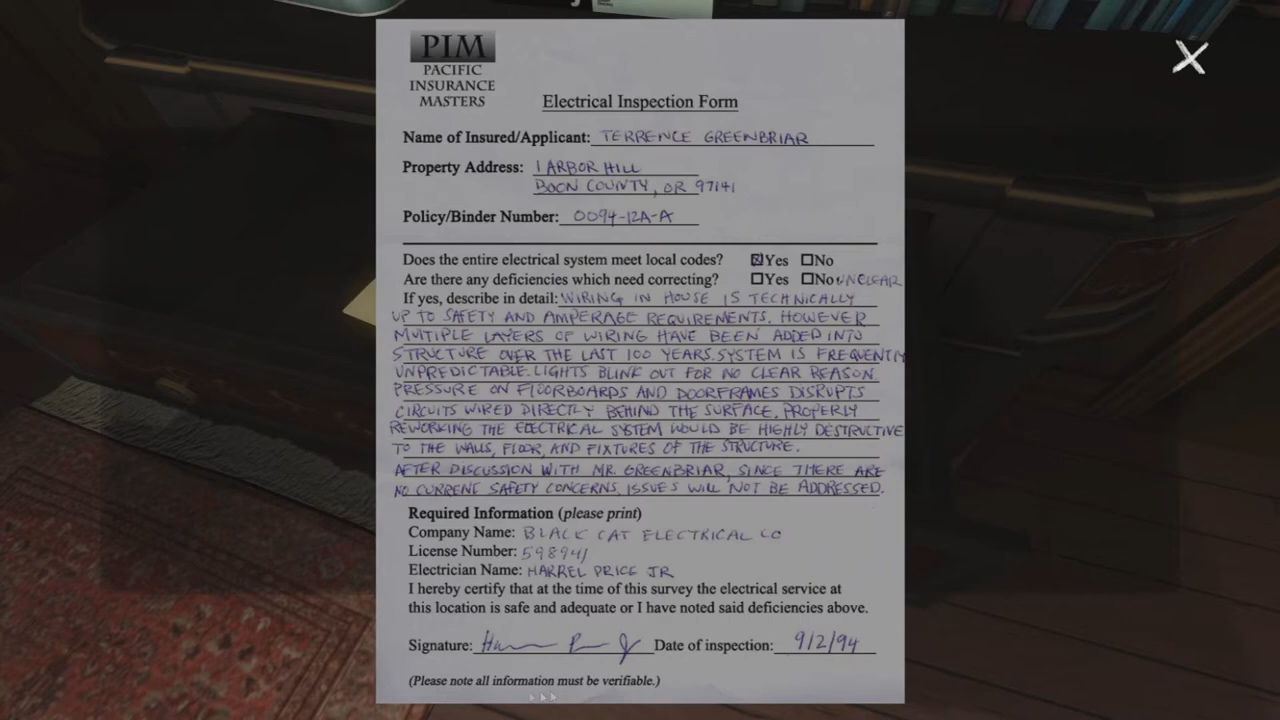 PIM
PACIFIC
INSURANCE
MASTERS
Electrical Inspection Form
Name of Insured/Applicant: TERRENCE GREENBRIAR
Property Address: 1 ARBOR HILL
BOON COUNTY, OR 97141
Policy/Binder Number: 0094-12A-A
Does the entire electrical system meet local codes? ☒Yes ☐No
Are there any deficiencies which need correcting? ☐Yes ☐No UNCLEAR
If yes, describe in detail: WIRING IN HOUSE IS TECHNICALLY
UP TO SAFETY AND AMPERAGE REQUIREMENTS. HOWEVER
MULTIPLE LAYERS OF WIRING HAVE BEEN ADDED INTO
STRUCTURE OVER THE LAST 100 YEARS. SYSTEM IS FREQUENTLY
UNPREDICTABLE. LIGHTS BLINK OUT FOR NO CLEAR REASON.
PRESSURE ON FLOORBOARDS AND DOORFRAMES DISRUPTS
CIRCUITS WIRED DIRECTLY BEHIND THE SURFACE. PROPERLY
REWORKING THE ELECTRICAL SYSTEM WOULD BE HIGHLY DESTRUCTIVE
TO THE WALLS, FLOOR, AND FIXTURES OF THE STRUCTURE.
AFTER DISCUSSION WITH MR. GREENBRIAR, SINCE THERE ARE
NO CURRENT SAFETY CONCERNS, ISSUES WILL NOT BE ADDRESSED.
Required Information (please print)
Company Name: BLACK CAT ELECTRICAL CO
License Number: 598941
Electrician Name: HARREL PRICE JR
I hereby certify that at the time of this survey the electrical service at
this location is safe and adequate or I have noted said deficiencies above.
Signature: Date of inspection: 9/2/94
(Please note all information must be verifiable.)